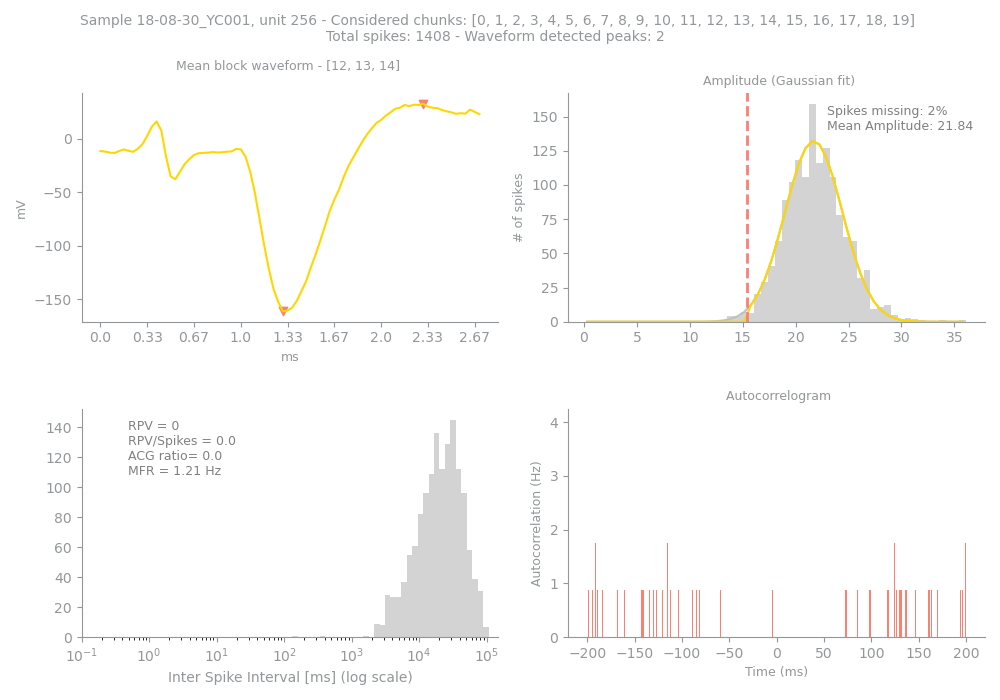 Sample 18-08-30_YC001, unit 256 - Considered chunks: [0, 1, 2, 3, 4, 5, 6, 7, 8, 9, 10, 11, 12, 13, 14, 15, 16, 17, 18, 19]
Total spikes: 1408 - Waveform detected peaks: 2
Mean block waveform - [12, 13, 14]
mV
0
−50
−100
−150
0.0 0.33 0.67 1.0 1.33 1.67 2.0 2.33 2.67
ms
Amplitude (Gaussian fit)
Spikes missing: 2%
Mean Amplitude: 21.84
# of spikes
150
125
100
75
50
25
0
0 5 10 15 20 25 30 35
RPV = 0
RPV/Spikes = 0.0
ACG ratio= 0.0
MFR = 1.21 Hz
140
120
100
80
60
40
20
0
10⁻¹ 10⁰ 10¹ 10² 10³ 10⁴ 10⁵
Inter Spike Interval [ms] (log scale)
Autocorrelogram
Autocorrelation (Hz)
4
3
2
1
0
−200 −150 −100 −50 0 50 100 150 200
Time (ms)